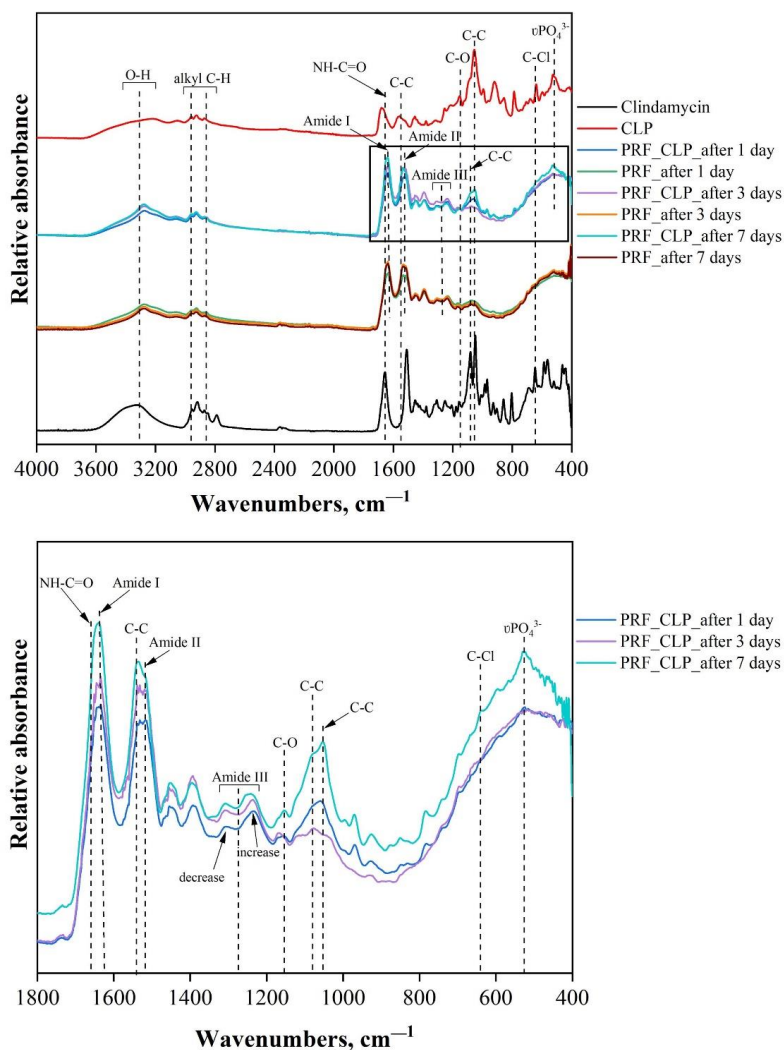 υPO₄³⁻
C-C
C-O
C-Cl
O-H
alkyl C-H
NH-C=O
C-C
Amide I
Amide II
Amide III
C-C
Relative absorbance
4000 3600 3200 2800 2400 2000 1600 1200 800 400
Wavenumbers, cm⁻¹
Clindamycin
CLP
PRF_CLP_after 1 day
PRF_after 1 day
PRF_CLP_after 3 days
PRF_after 3 days
PRF_CLP_after 7 days
PRF_after 7 days
NH-C=O
Amide I
C-C
Amide II
Amide III
decrease
increase
C-O
C-C
C-C
C-Cl
υPO₄³⁻
Relative absorbance
1800 1600 1400 1200 1000 800 600 400
Wavenumbers, cm⁻¹
PRF_CLP_after 1 day
PRF_CLP_after 3 days
PRF_CLP_after 7 days